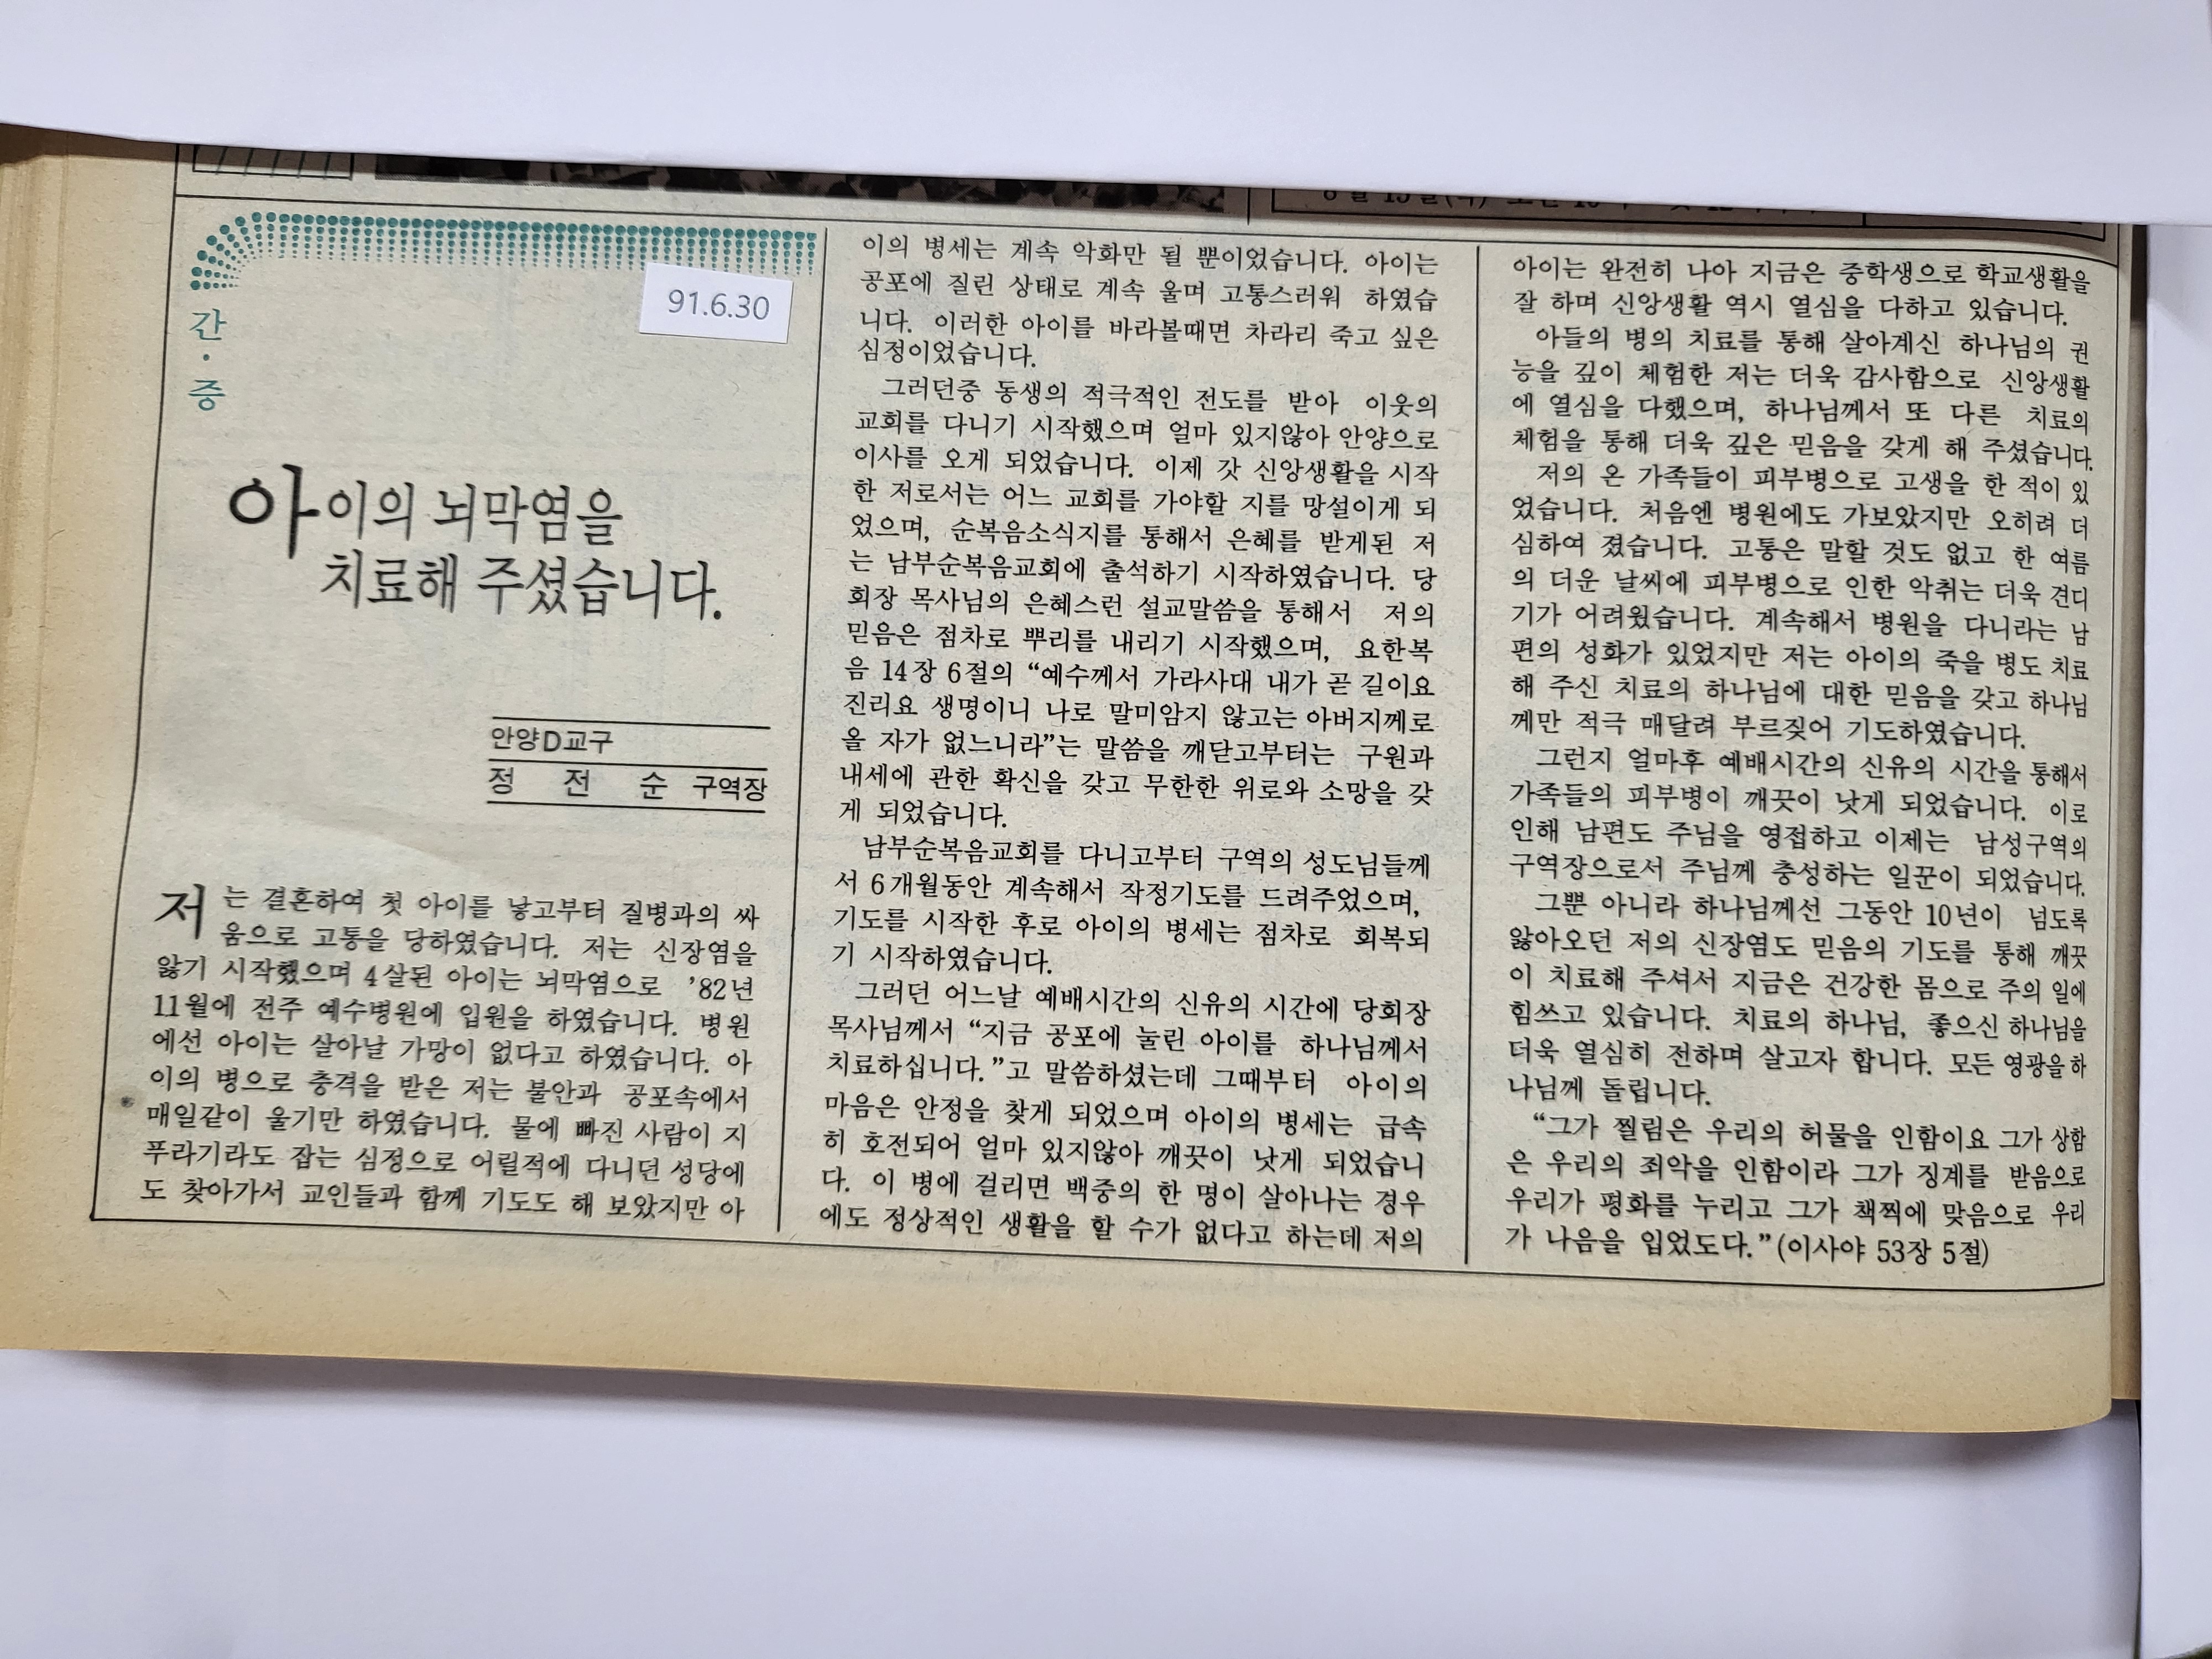 91.6.30
간·증
아이의 뇌막염을
치료해 주셨습니다.
안양D교구
정 전 순 구역장
저는 결혼하여 첫 아이를 낳고부터 질병과의 싸
움으로 고통을 당하였습니다. 저는 신장염을
앓기 시작했으며 4살된 아이는 뇌막염으로 '82년
11월에 전주 예수병원에 입원을 하였습니다. 병원
에선 아이는 살아날 가망이 없다고 하였습니다. 아
이의 병으로 충격을 받은 저는 불안과 공포속에서
매일같이 울기만 하였습니다. 물에 빠진 사람이 지
푸라기라도 잡는 심정으로 어릴적에 다니던 성당에
도 찾아가서 교인들과 함께 기도도 해 보았지만 아
이의 병세는 계속 악화만 될 뿐이었습니다. 아이는
공포에 질린 상태로 계속 울며 고통스러워 하였습
니다. 이러한 아이를 바라볼때면 차라리 죽고 싶은
심정이었습니다.
그러던중 동생의 적극적인 전도를 받아 이웃의
교회를 다니기 시작했으며 얼마 있지않아 안양으로
이사를 오게 되었습니다. 이제 갓 신앙생활을 시작
한 저로서는 어느 교회를 가야할 지를 망설이게 되
었으며, 순복음소식지를 통해서 은혜를 받게된 저
는 남부순복음교회에 출석하기 시작하였습니다. 당
회장 목사님의 은혜스런 설교말씀을 통해서 저의
믿음은 점차로 뿌리를 내리기 시작했으며, 요한복
음 14장 6절의 “예수께서 가라사대 내가 곧 길이요
진리요 생명이니 나로 말미암지 않고는 아버지께로
올 자가 없느니라”는 말씀을 깨닫고부터는 구원과
내세에 관한 확신을 갖고 무한한 위로와 소망을 갖
게 되었습니다.
남부순복음교회를 다니고부터 구역의 성도님들께
서 6개월동안 계속해서 작정기도를 드려주었으며,
기도를 시작한 후로 아이의 병세는 점차로 회복되
기 시작하였습니다.
그러던 어느날 예배시간의 신유의 시간에 당회장
목사님께서 “지금 공포에 눌린 아이를 하나님께서
치료하십니다.”고 말씀하셨는데 그때부터 아이의
마음은 안정을 찾게 되었으며 아이의 병세는 급속
히 호전되어 얼마 있지않아 깨끗이 낫게 되었습니
다. 이 병에 걸리면 백중의 한 명이 살아나는 경우
에도 정상적인 생활을 할 수가 없다고 하는데 저의
아이는 완전히 나아 지금은 중학생으로 학교생활을
잘 하며 신앙생활 역시 열심을 다하고 있습니다.
아들의 병의 치료를 통해 살아계신 하나님의 권
능을 깊이 체험한 저는 더욱 감사함으로 신앙생활
에 열심을 다했으며, 하나님께서 또 다른 치료의
체험을 통해 더욱 깊은 믿음을 갖게 해 주셨습니다.
저의 온 가족들이 피부병으로 고생을 한 적이 있
었습니다. 처음엔 병원에도 가보았지만 오히려 더
심하여 졌습니다. 고통은 말할 것도 없고 한 여름
의 더운 날씨에 피부병으로 인한 악취는 더욱 견디
기가 어려웠습니다. 계속해서 병원을 다니라는 남
편의 성화가 있었지만 저는 아이의 죽을 병도 치료
해 주신 치료의 하나님에 대한 믿음을 갖고 하나님
께만 적극 매달려 부르짖어 기도하였습니다.
그런지 얼마후 예배시간의 신유의 시간을 통해서
가족들의 피부병이 깨끗이 낫게 되었습니다. 이로
인해 남편도 주님을 영접하고 이제는 남성구역의
구역장으로서 주님께 충성하는 일꾼이 되었습니다.
그뿐 아니라 하나님께선 그동안 10년이 넘도록
앓아오던 저의 신장염도 믿음의 기도를 통해 깨끗
이 치료해 주셔서 지금은 건강한 몸으로 주의 일에
힘쓰고 있습니다. 치료의 하나님, 좋으신 하나님을
더욱 열심히 전하며 살고자 합니다. 모든 영광을 하
나님께 돌립니다.
“그가 찔림은 우리의 허물을 인함이요 그가 상함
은 우리의 죄악을 인함이라 그가 징계를 받음으로
우리가 평화를 누리고 그가 채찍에 맞음으로 우리
가 나음을 입었도다.”(이사야 53장 5절)